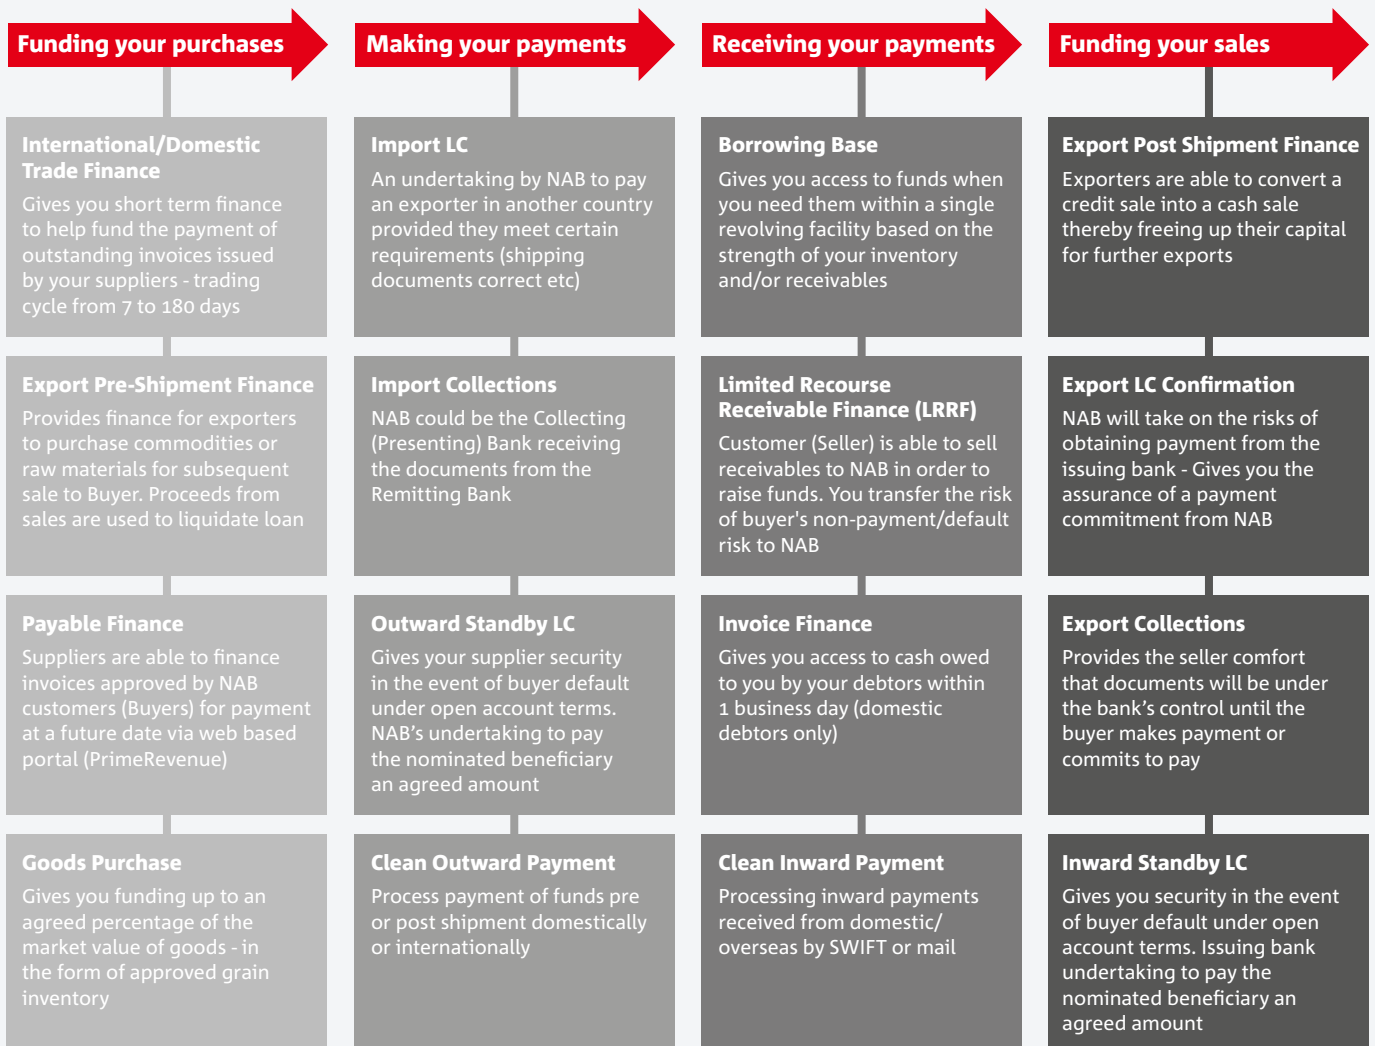 Funding your purchases
International/Domestic
Trade Finance
Gives you short term finance
to help fund the payment of
outstanding invoices issued
by your suppliers - trading
cycle from 7 to 180 days
Export Pre-Shipment Finance
Provides finance for exporters
to purchase commodities or
raw materials for subsequent
sale to Buyer. Proceeds from
sales are used to liquidate loan
Payable Finance
Suppliers are able to finance
invoices approved by NAB
customers (Buyers) for payment
at a future date via web based
portal (PrimeRevenue)
Goods Purchase
Gives you funding up to an
agreed percentage of the
market value of goods - in
the form of approved grain
inventory
Making your payments
Import LC
An undertaking by NAB to pay
an exporter in another country
provided they meet certain
requirements (shipping
documents correct etc)
Import Collections
NAB could be the Collecting
(Presenting) Bank receiving
the documents from the
Remitting Bank
Outward Standby LC
Gives your supplier security
in the event of buyer default
under open account terms.
NAB’s undertaking to pay
the nominated beneficiary
an agreed amount
Clean Outward Payment
Process payment of funds pre
or post shipment domestically
or internationally
Receiving your payments
Borrowing Base
Gives you access to funds when
you need them within a single
revolving facility based on the
strength of your inventory
and/or receivables
Limited Recourse
Receivable Finance (LRRF)
Customer (Seller) is able to sell
receivables to NAB in order to
raise funds. You transfer the risk
of buyer's non-payment/default
risk to NAB
Invoice Finance
Gives you access to cash owed
to you by your debtors within
1 business day (domestic
debtors only)
Clean Inward Payment
Processing inward payments
received from domestic/
overseas by SWIFT or mail
Funding your sales
Export Post Shipment Finance
Exporters are able to convert a
credit sale into a cash sale
thereby freeing up their capital
for further exports
Export LC Confirmation
NAB will take on the risks of
obtaining payment from the
issuing bank - Gives you the
assurance of a payment
commitment from NAB
Export Collections
Provides the seller comfort
that documents will be under
the bank’s control until the
buyer makes payment or
commits to pay
Inward Standby LC
Gives you security in the event
of buyer default under open
account terms. Issuing bank
undertaking to pay the
nominated beneficiary an
agreed amount